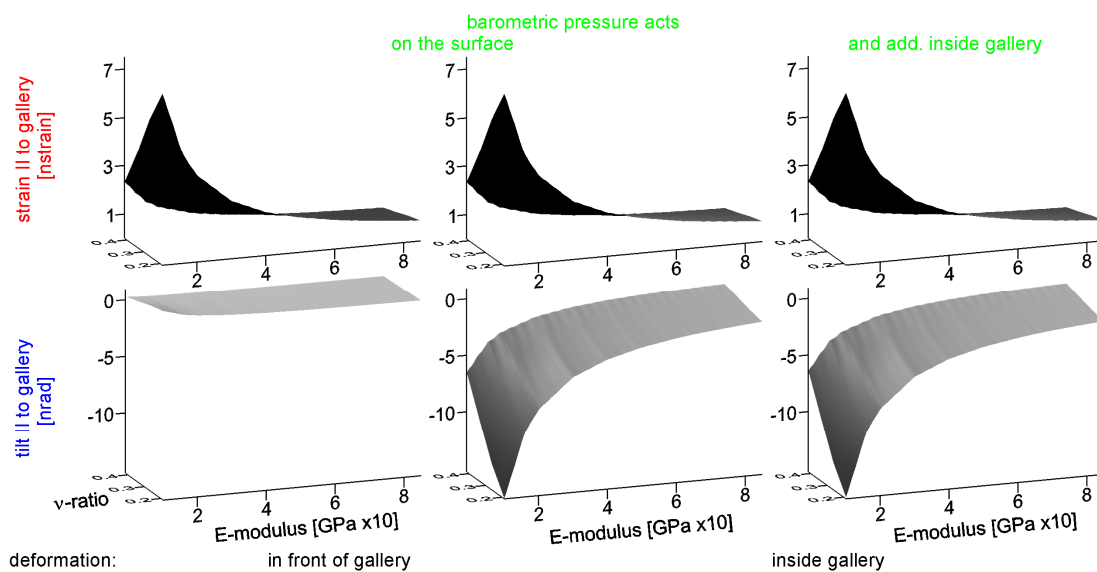 barometric pressure acts
on the surface and add. inside gallery
strain II to gallery
[nstrain]
7 7 7
5 5 5
3 3 3
1 1 1
0.4 0.4 0.4
0.3 0.3 0.3
0.2 0.2 0.2
2 4 6 8 2 4 6 8 2 4 6 8
tilt II to gallery
[nrad]
0 0 0
-5 -5 -5
-10 -10 -10
0.4 0.4 0.4
0.3 0.3 0.3
0.2 0.2 0.2
ν-ratio
2 4 6 8 2 4 6 8 2 4 6 8
E-modulus [GPa x10] E-modulus [GPa x10] E-modulus [GPa x10]
deformation: in front of gallery inside gallery